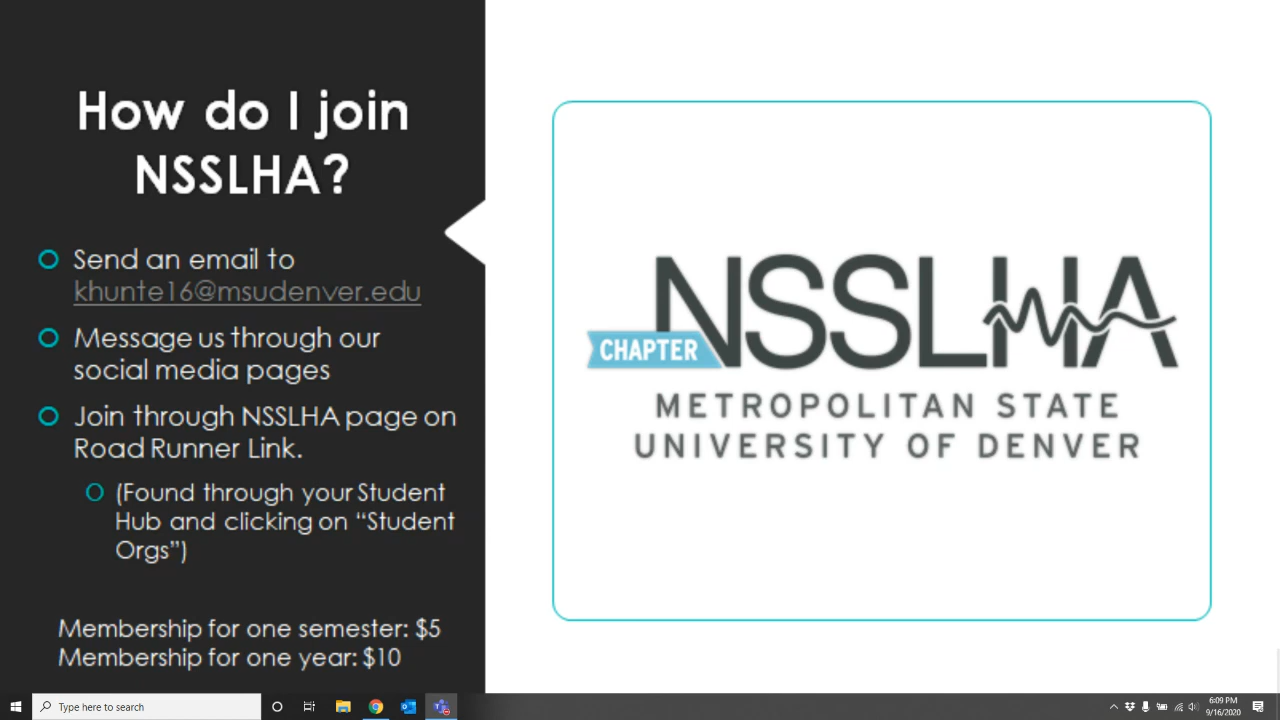 How do I join
NSSLHA?
Send an email to
khunte16@msudenver.edu
Message us through our
social media pages
Join through NSSLHA page on
Road Runner Link.
(Found through your Student
Hub and clicking on “Student
Orgs”)
Membership for one semester: $5
Membership for one year: $10
NSSLHA
CHAPTER
METROPOLITAN STATE
UNIVERSITY OF DENVER
Type here to search
6:09 PM
9/16/2020